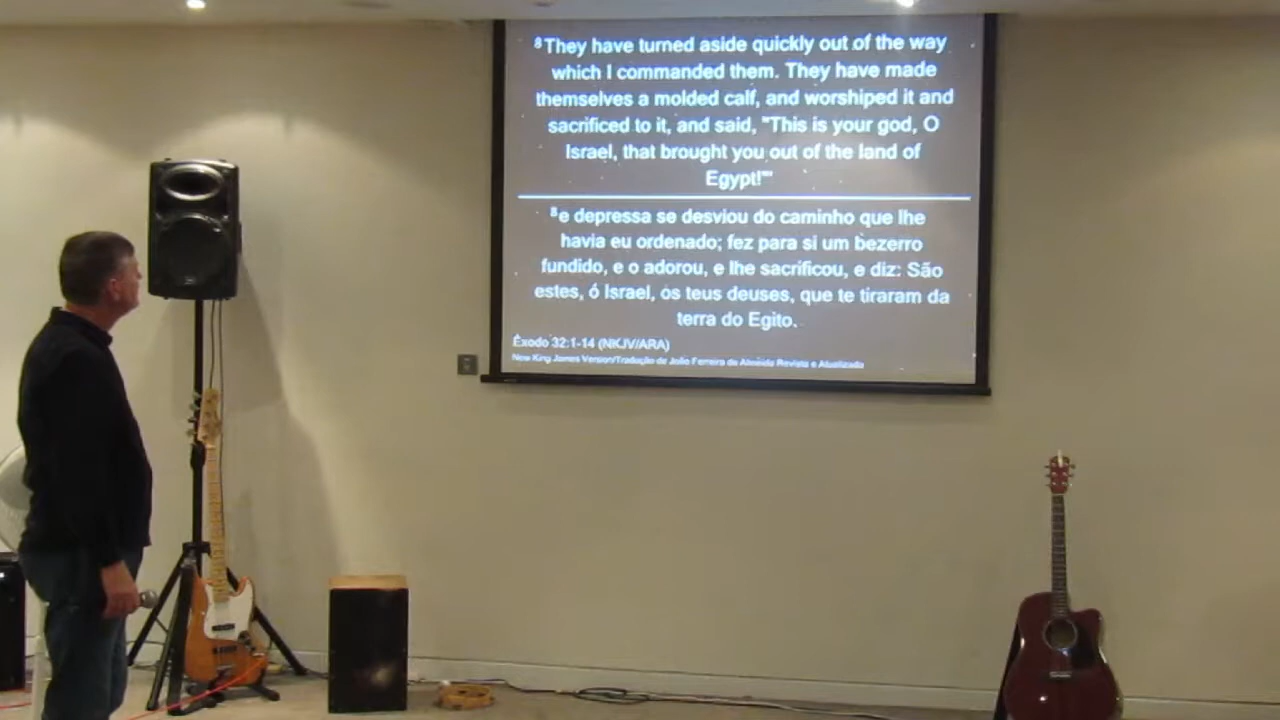 ⁸They have turned aside quickly out of the way
which I commanded them. They have made
themselves a molded calf, and worshiped it and
sacrificed to it, and said, "This is your god, O
Israel, that brought you out of the land of
Egypt!"'
⁸e depressa se desviou do caminho que lhe
havia eu ordenado; fez para si um bezerro
fundido, e o adorou, e lhe sacrificou, e diz: São
estes, ó Israel, os teus deuses, que te tiraram da
terra do Egito.
Êxodo 32:1-14 (NKJV/ARA)
New King James Version/Tradução de João Ferreira de Almeida Revista e Atualizada